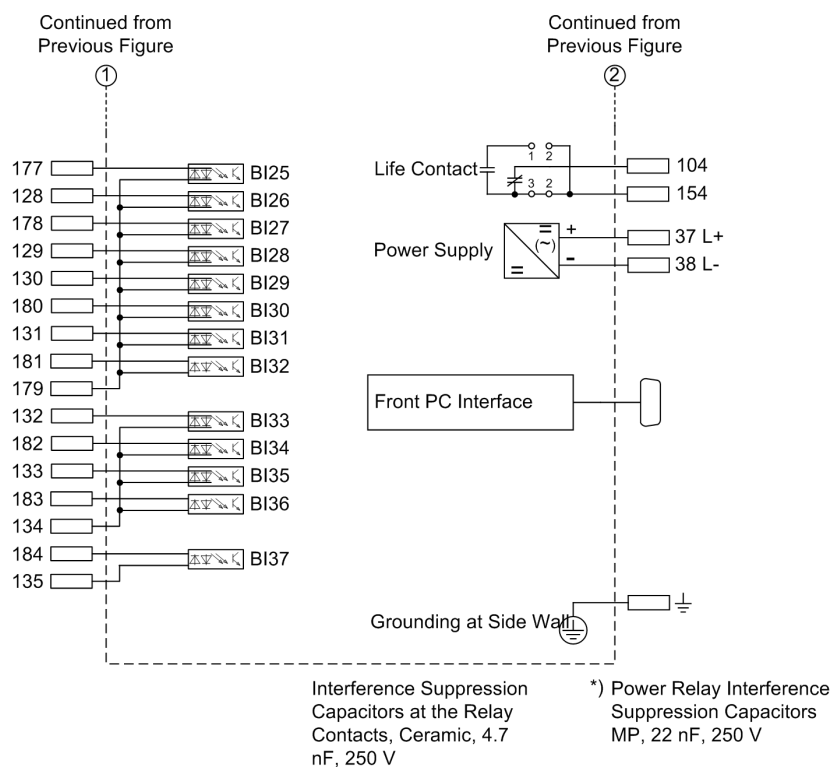 Continued from
Previous Figure
1
Continued from
Previous Figure
2
177
BI25
128
BI26
178
BI27
129
BI28
130
BI29
180
BI30
131
BI31
181
BI32
179
132
BI33
182
BI34
133
BI35
183
BI36
134
184
BI37
135
Life Contact
1 2
3 2
104
154
Power Supply
= (~) =
+
-
37 L+
38 L-
Front PC Interface
Grounding at Side Wall
Interference Suppression
Capacitors at the Relay
Contacts, Ceramic, 4.7
nF, 250 V
*) Power Relay Interference
Suppression Capacitors
MP, 22 nF, 250 V